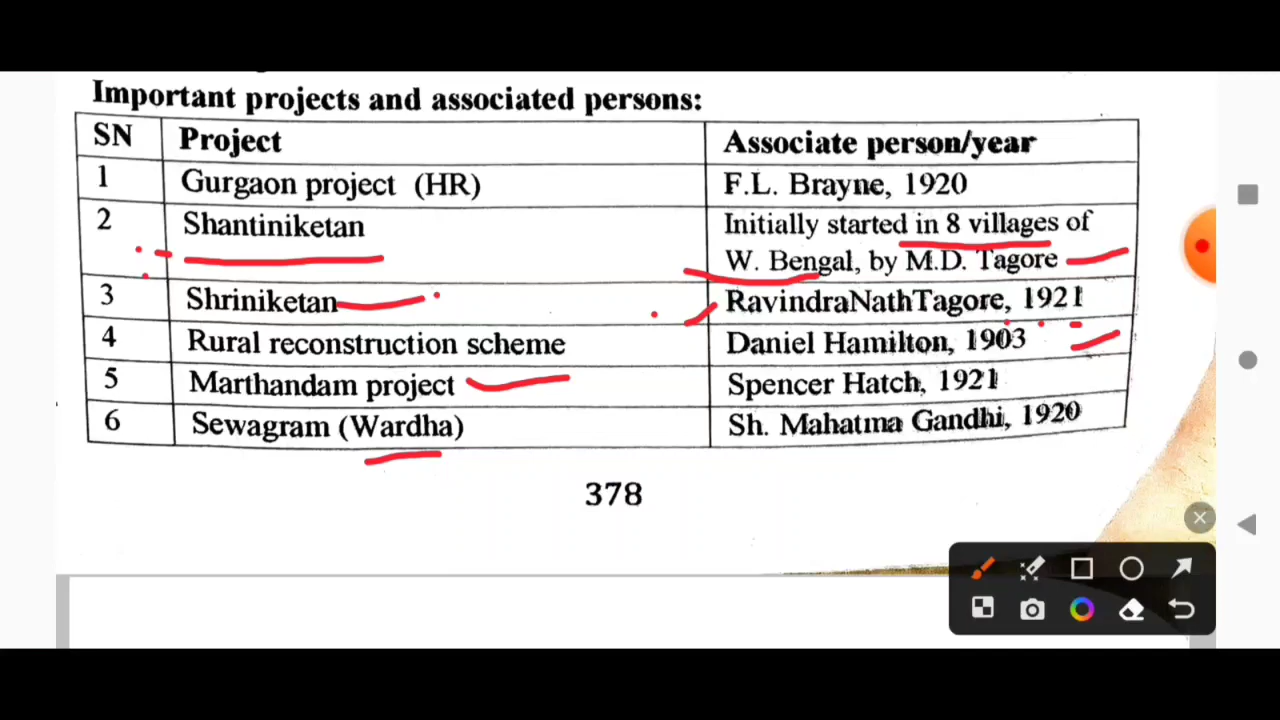 Important projects and associated persons:
SN Project Associate person/year
1 Gurgaon project (HR) F.L. Brayne, 1920
2 Shantiniketan Initially started in 8 villages of
W. Bengal, by M.D. Tagore
3 Shriniketan RavindraNathTagore, 1921
4 Rural reconstruction scheme Daniel Hamilton, 1903
5 Marthandam project Spencer Hatch, 1921
6 Sewagram (Wardha) Sh. Mahatma Gandhi, 1920
378